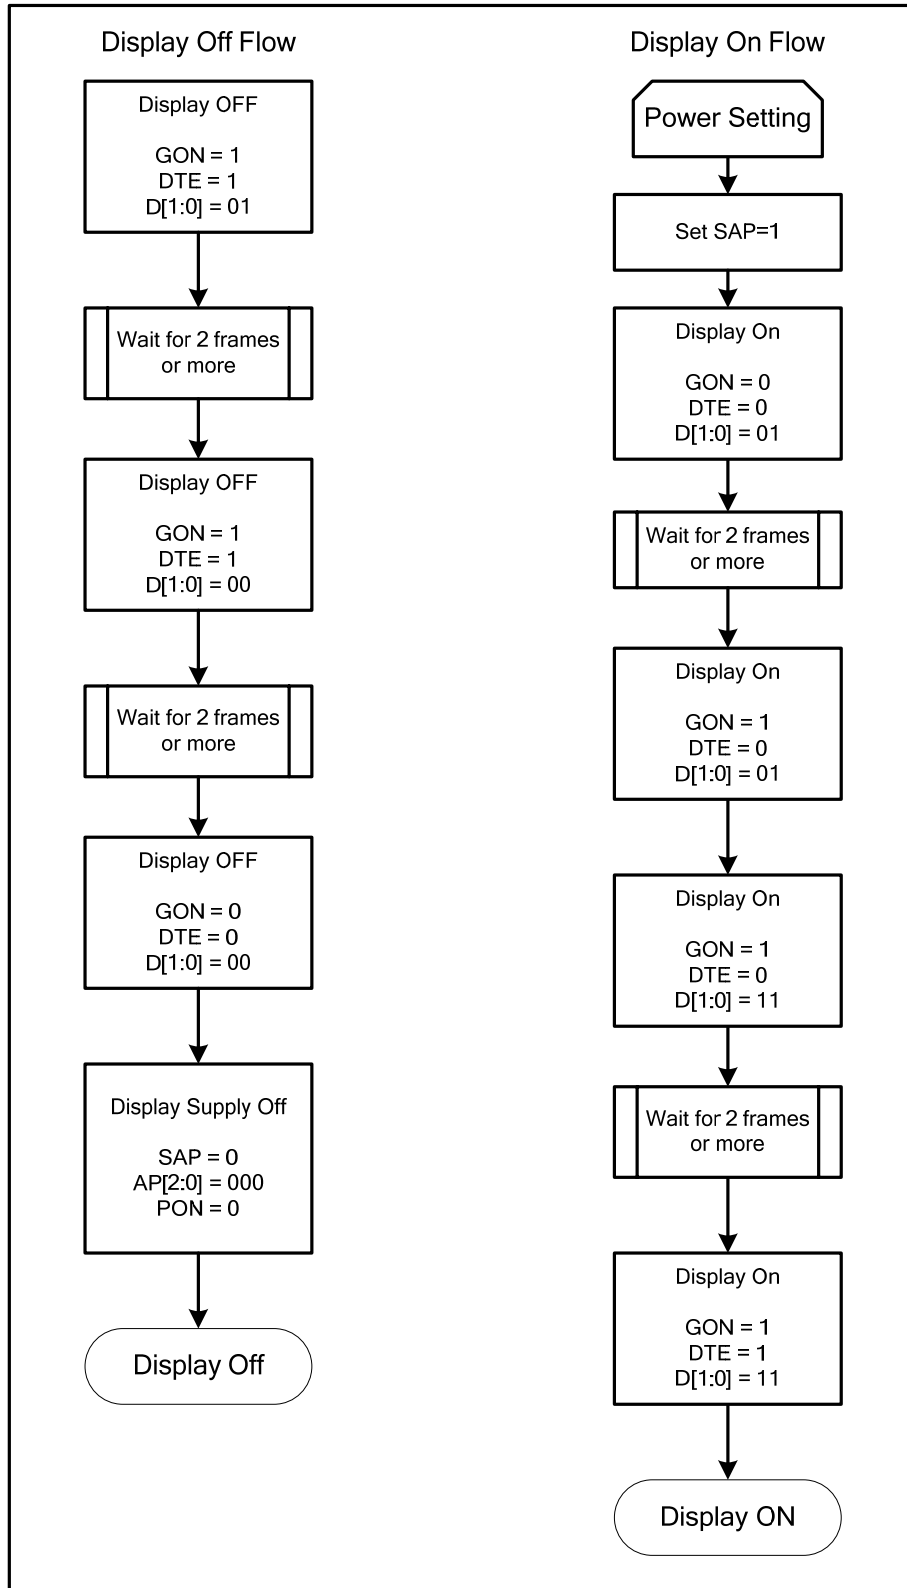 Display Off Flow
Display OFF
GON = 1
DTE = 1
D[1:0] = 01
Wait for 2 frames
or more
Display OFF
GON = 1
DTE = 1
D[1:0] = 00
Wait for 2 frames
or more
Display OFF
GON = 0
DTE = 0
D[1:0] = 00
Display Supply Off
SAP = 0
AP[2:0] = 000
PON = 0
Display Off
Display On Flow
Power Setting
Set SAP=1
Display On
GON = 0
DTE = 0
D[1:0] = 01
Wait for 2 frames
or more
Display On
GON = 1
DTE = 0
D[1:0] = 01
Display On
GON = 1
DTE = 0
D[1:0] = 11
Wait for 2 frames
or more
Display On
GON = 1
DTE = 1
D[1:0] = 11
Display ON